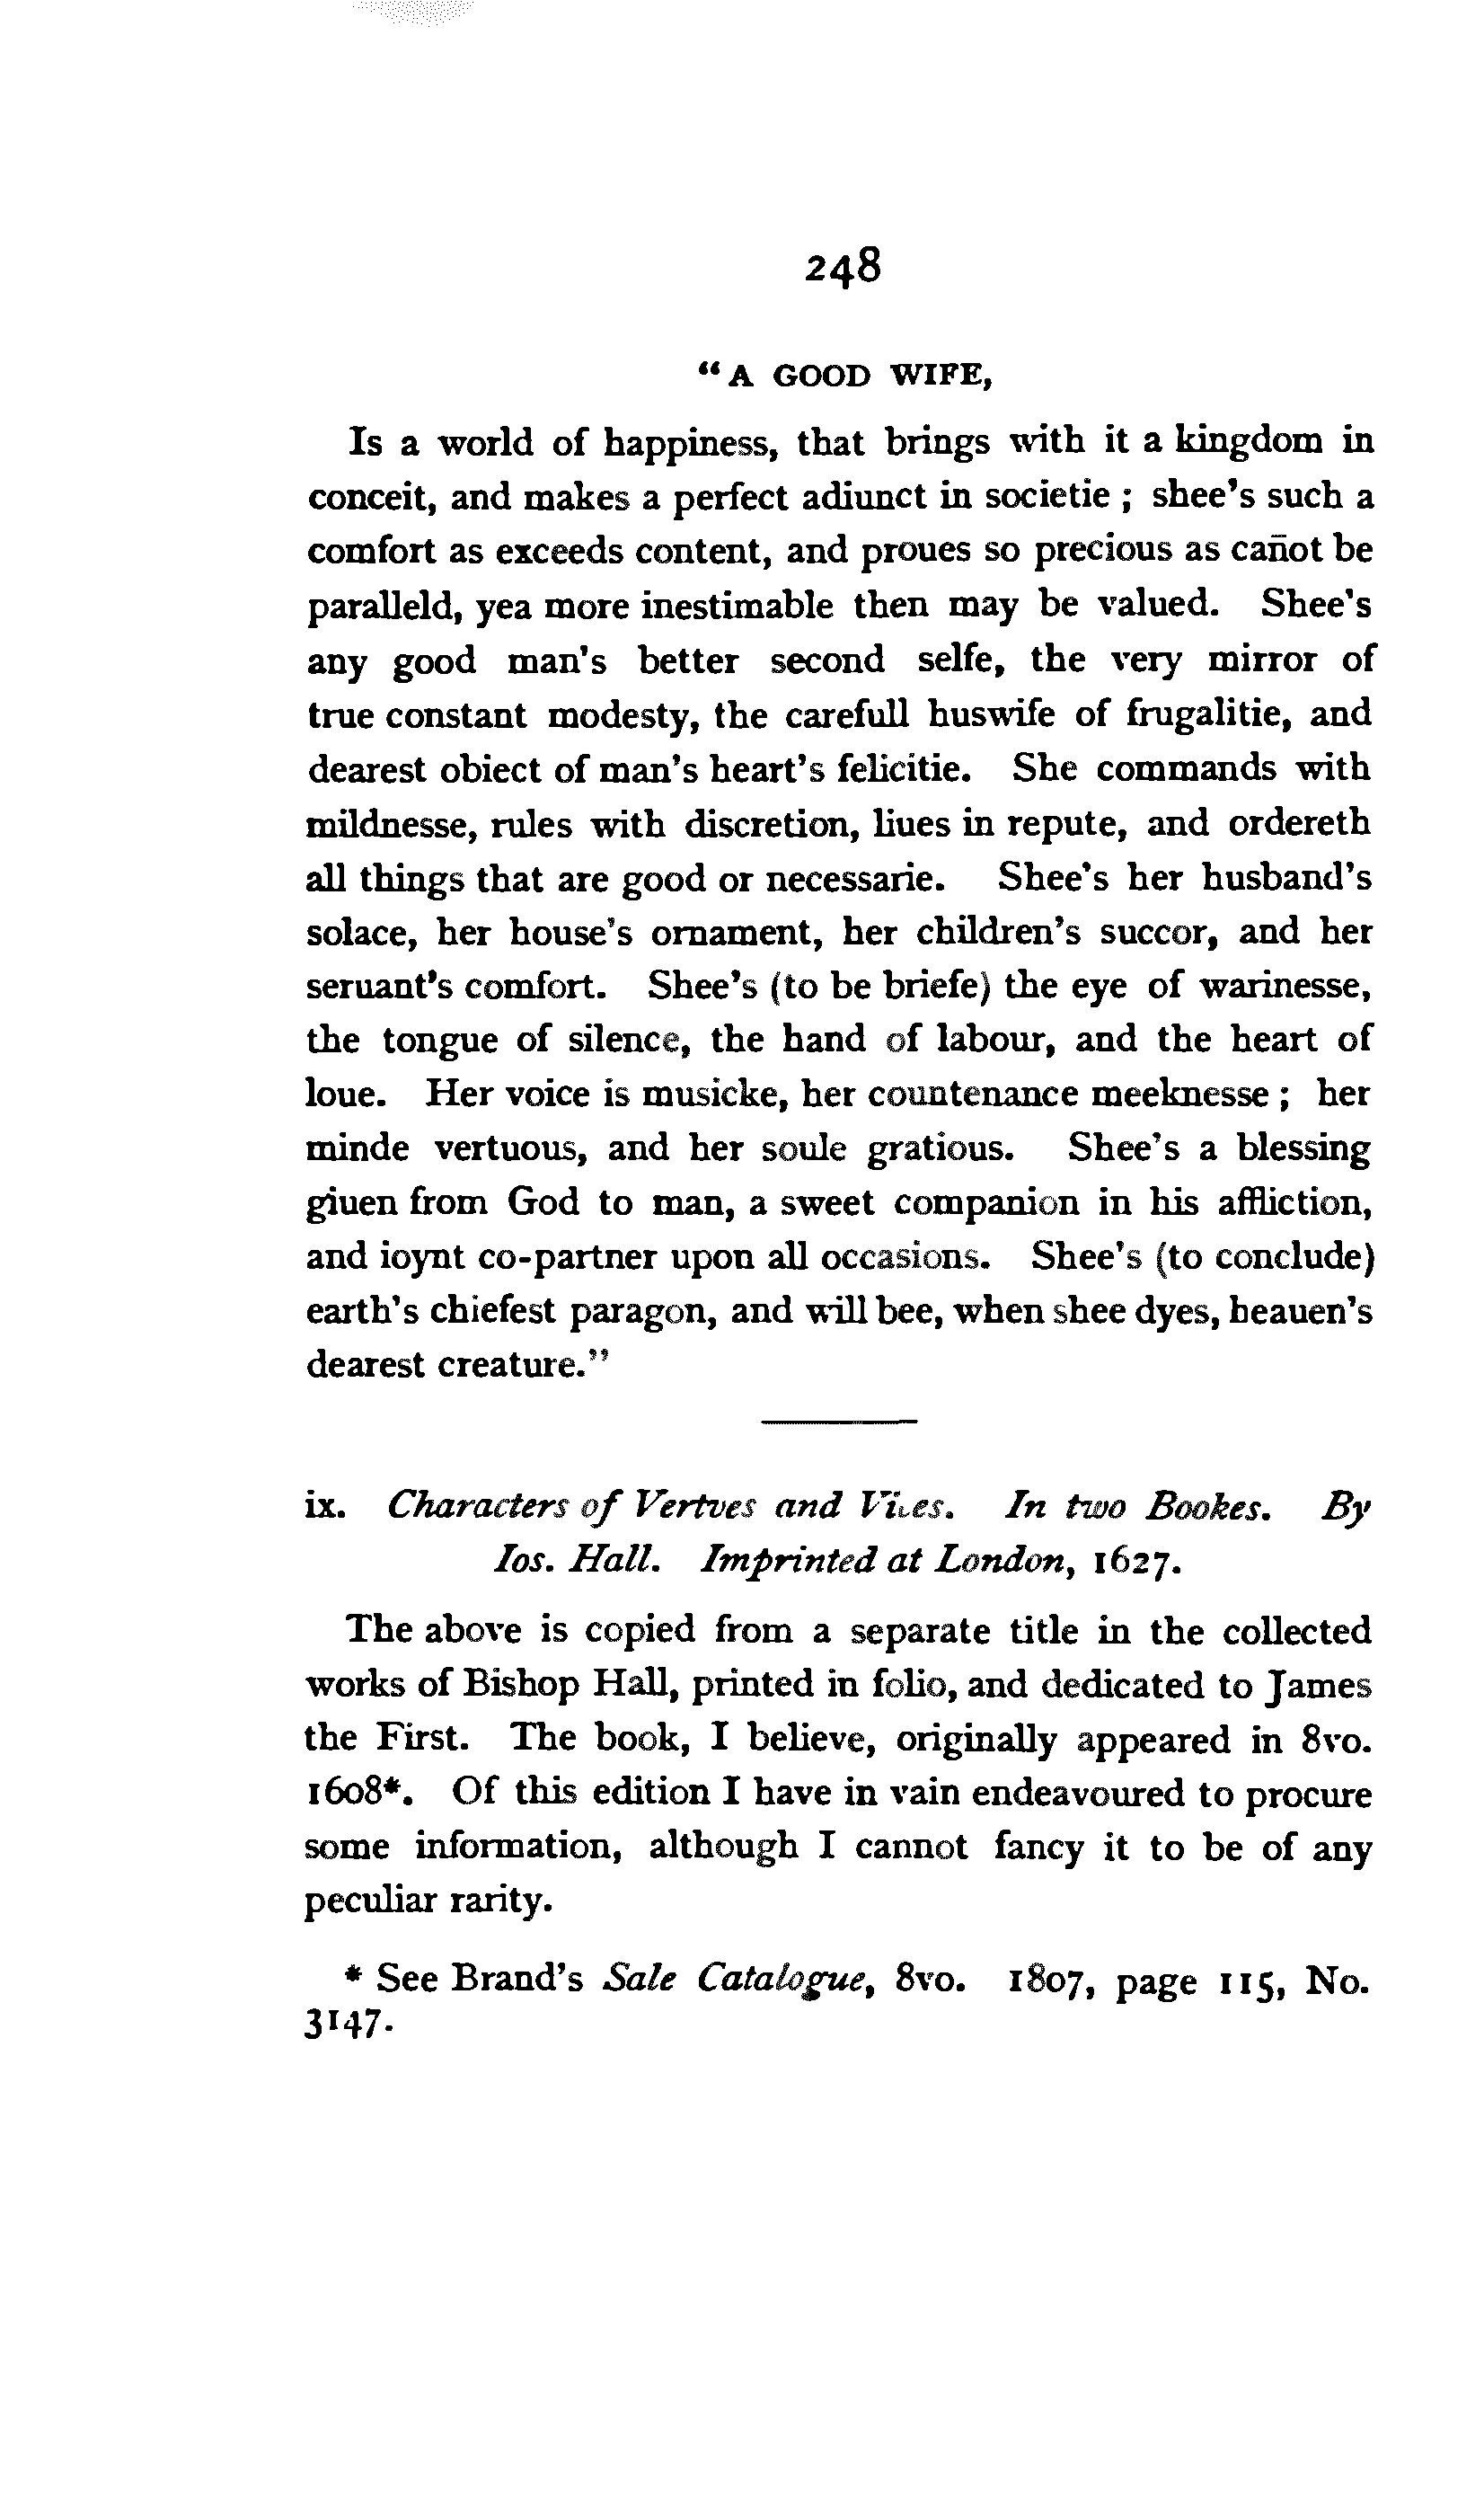 248
"A GOOD WIFE,
Is a world of happiness, that brings with it a kingdom in
conceit, and makes a perfect adiunct in societie ; shee's such a
comfort as exceeds content, and proues so precious as cañot be
paralleld, yea more inestimable then may be valued. Shee's
any good man's better second selfe, the very mirror of
true constant modesty, the carefull huswife of frugalitie, and
dearest obiect of man's heart's felicitie. She commands with
mildnesse, rules with discretion, liues in repute, and ordereth
all things that are good or necessarie. Shee's her husband's
solace, her house's ornament, her children's succor, and her
seruant's comfort. Shee's (to be briefe) the eye of warinesse,
the tongue of silence, the hand of labour, and the heart of
loue. Her voice is musicke, her countenance meeknesse ; her
minde vertuous, and her soule gratious. Shee's a blessing
giuen from God to man, a sweet companion in his affliction,
and ioynt co-partner upon all occasions. Shee's (to conclude)
earth's chiefest paragon, and will bee, when shee dyes, heauen's
dearest creature."
ix. Characters of Vertves and Vices. In two Bookes. By
Ios. Hall. Imprinted at London, 1627.
The above is copied from a separate title in the collected
works of Bishop Hall, printed in folio, and dedicated to James
the First. The book, I believe, originally appeared in 8vo.
1608*. Of this edition I have in vain endeavoured to procure
some information, although I cannot fancy it to be of any
peculiar rarity.
* See Brand's Sale Catalogue, 8vo. 1807, page 115, No.
3147.